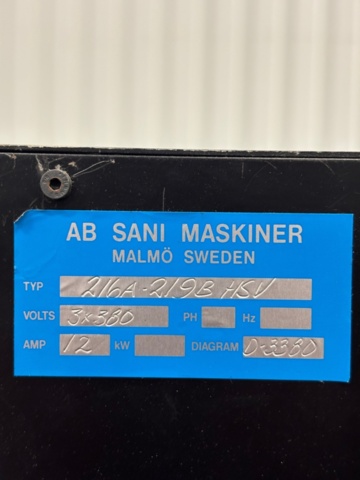 AB SANI MASKINER
MALMÖ SWEDEN
TYP 216A-219B HSV
VOLTS 3x380 PH Hz
AMP 12 kW DIAGRAM D-3380